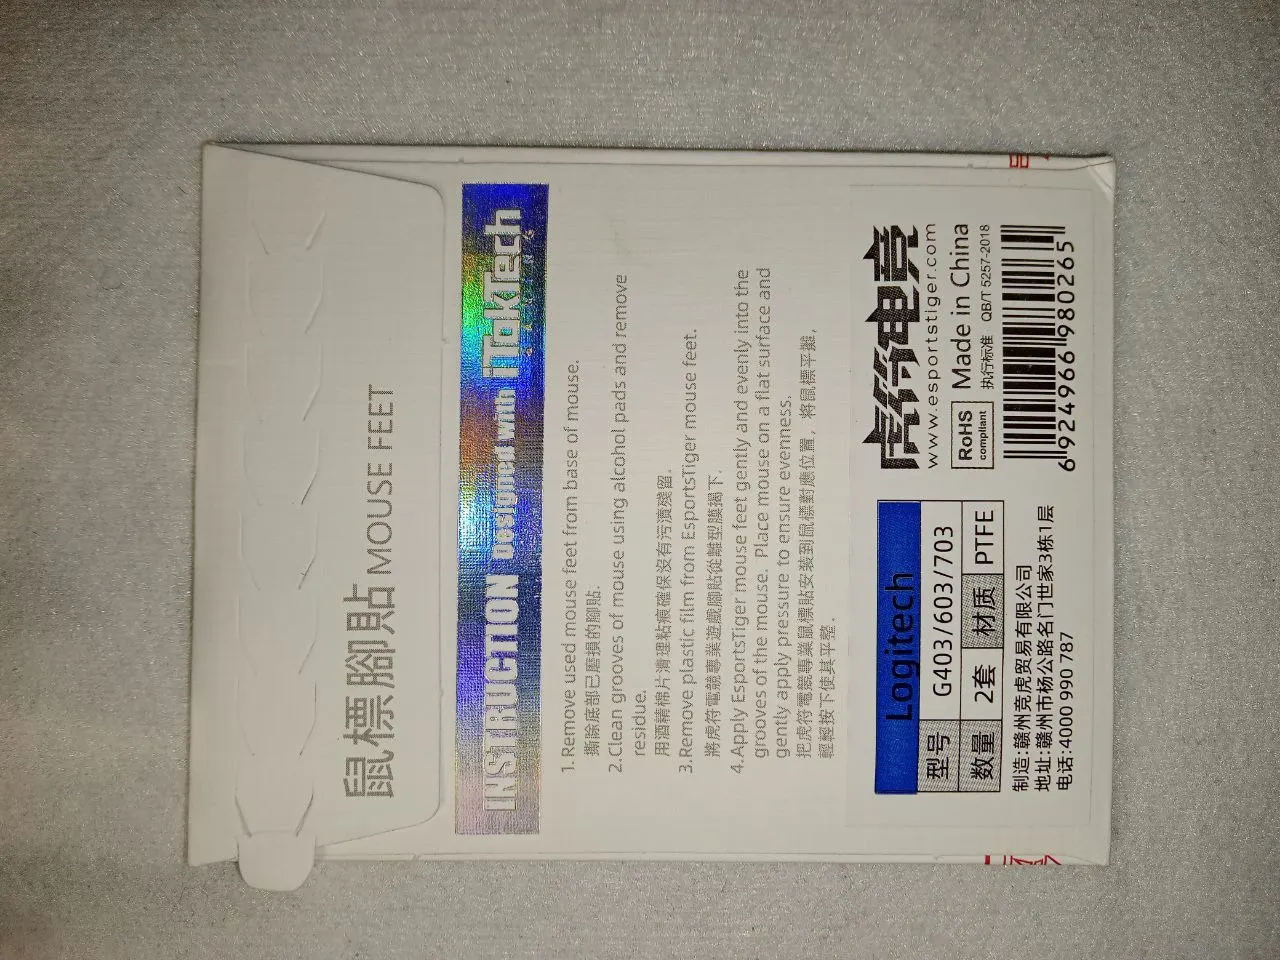 鼠標腳貼 MOUSE FEET
INSTRUCTION Designed with iTakTech
1.Remove used mouse feet from base of mouse.
撕除底部已磨損的腳貼.
2.Clean grooves of mouse using alcohol pads and remove
residue.
用酒精棉片清理粘痕確保沒有污漬殘留.
3.Remove plastic film from EsportsTiger mouse feet.
將虎符電競專業遊戲腳貼從離型膜揭下.
4.Apply EsportsTiger mouse feet gently and evenly into the
grooves of the mouse. Place mouse on a flat surface and
gently apply pressure to ensure evenness.
把虎符電競專業鼠標貼安裝到鼠標對應位置，將鼠標平攤，
輕輕按下使其平整.
Logitech
型号 G403/603/703
数量 2套 材质 PTFE
制造:赣州竞虎贸易有限公司
地址:赣州市杨公路名门世家3栋1层
电话:4000 990 787
虎符电竞
www.esportstiger.com
RoHS
compliant
Made in China
执行标准 QB/T 5257-2018
6924966980265